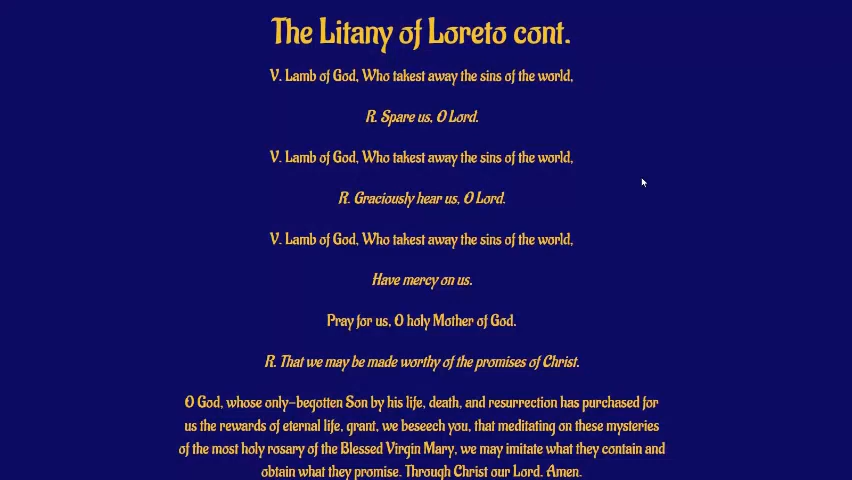 The Litany of Loreto cont.
V. Lamb of God, Who takest away the sins of the world,
R. Spare us, O Lord.
V. Lamb of God, Who takest away the sins of the world,
R. Graciously hear us, O Lord.
V. Lamb of God, Who takest away the sins of the world,
Have mercy on us.
Pray for us, O holy Mother of God.
R. That we may be made worthy of the promises of Christ.
O God, whose only-begotten Son by his life, death, and resurrection has purchased for
us the rewards of eternal life, grant, we beseech you, that meditating on these mysteries
of the most holy rosary of the Blessed Virgin Mary, we may imitate what they contain and
obtain what they promise. Through Christ our Lord. Amen.